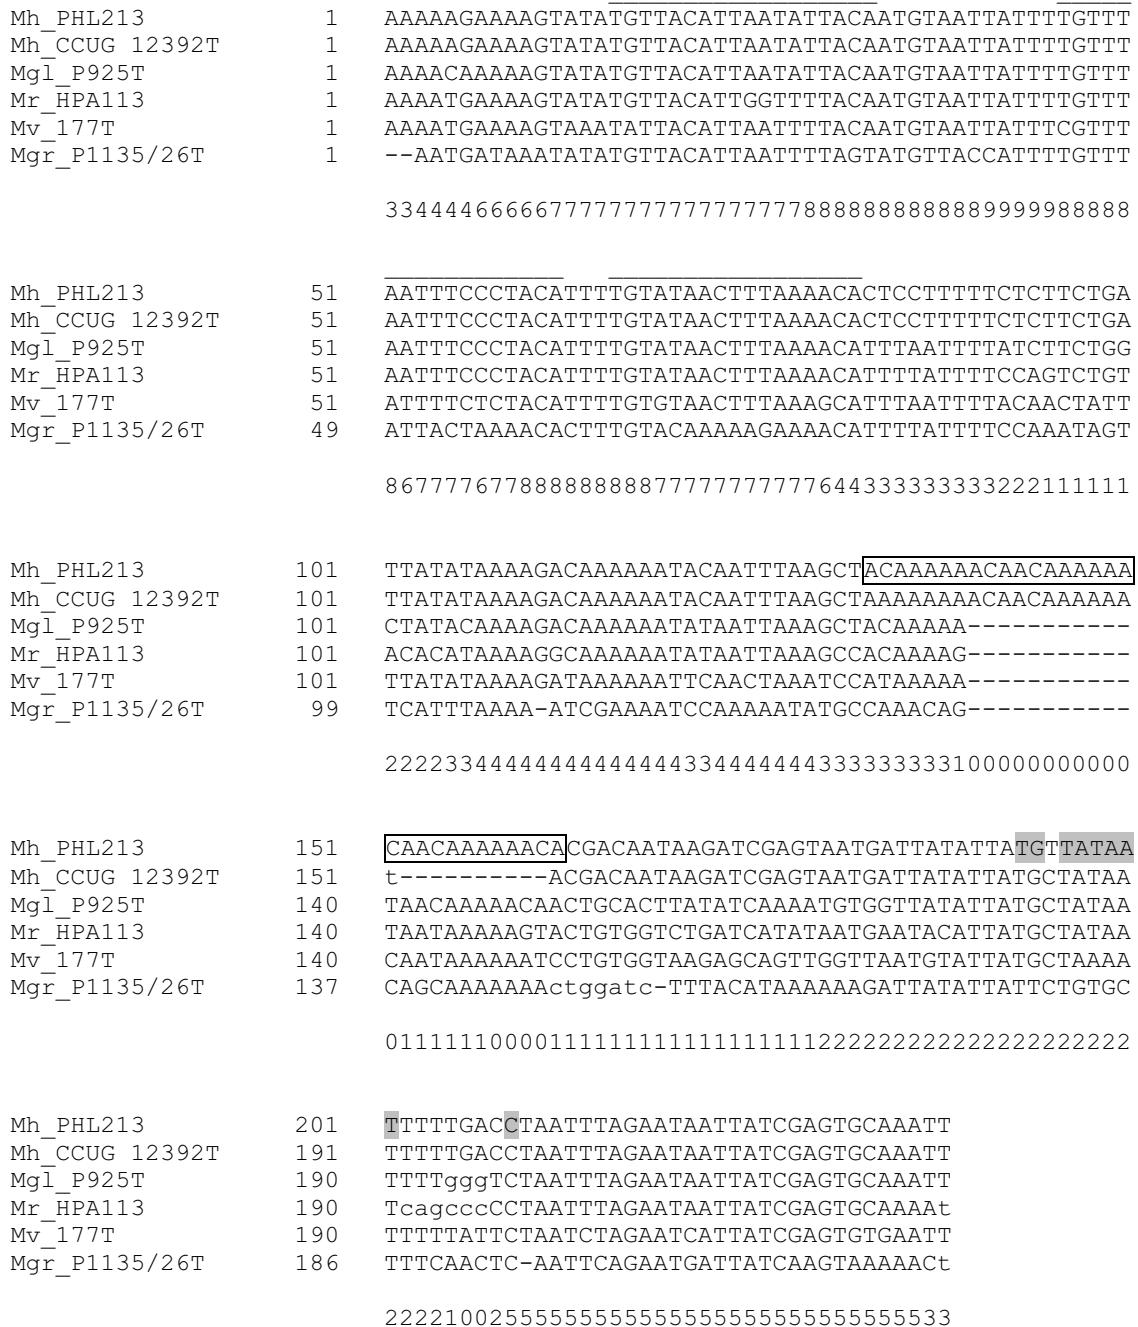 Mh_PHL213 1 AAAAAGAAAAGTATATGTTACATTAATATTACAATGTAATTATTTTGTTT
Mh_CCUG 12392T 1 AAAAAGAAAAGTATATGTTACATTAATATTACAATGTAATTATTTTGTTT
Mgl_P925T 1 AAAACAAAAAGTATATGTTACATTAATATTACAATGTAATTATTTTGTTT
Mr_HPA113 1 AAAATGAAAAGTATATGTTACATTGGTTTTACAATGTAATTATTTTGTTT
Mv_177T 1 AAAATGAAAAGTAAATATTACATTAATTTTACAATGTAATTATTTCGTTT
Mgr_P1135/26T 1 --AATGATAAATATATGTTACATTAATTTTAGTATGTTACCATTTTGTTT
33444466666777777777777777778888888888889999988888
Mh_PHL213 51 AATTTCCCTACATTTTGTATAACTTTAAAACACTCCTTTTTCTCTTCTGA
Mh_CCUG 12392T 51 AATTTCCCTACATTTTGTATAACTTTAAAACACTCCTTTTTCTCTTCTGA
Mgl_P925T 51 AATTTCCCTACATTTTGTATAACTTTAAAACATTTAATTTTATCTTCTGG
Mr_HPA113 51 AATTTCCCTACATTTTGTATAACTTTAAAACATTTTATTTTCCAGTCTGT
Mv_177T 51 ATTTTCTCTACATTTTGTGTAACTTTAAAGCATTTAATTTTACAACTATT
Mgr_P1135/26T 49 ATTACTAAAACACTTTGTACAAAAAGAAAACATTTTATTTTCCAAATAGT
86777767788888888877777777777644333333333222111111
Mh_PHL213 101 TTATATAAAAGACAAAAAATACAATTTAAGCTACAAAAAACAACAAAAAA
Mh_CCUG 12392T 101 TTATATAAAAGACAAAAAATACAATTTAAGCTAAAAAAAACAACAAAAAA
Mgl_P925T 101 CTATACAAAAGACAAAAAATATAATTAAAGCTACAAAAA-----------
Mr_HPA113 101 ACACATAAAAGGCAAAAAATATAATTAAAGCCACAAAAG-----------
Mv_177T 101 TTATATAAAAGATAAAAAATTCAACTAAATCCATAAAAA-----------
Mgr_P1135/26T 99 TCATTTAAAA-ATCGAAAATCCAAAAATATGCCAAACAG-----------
22223344444444444444334444444333333333100000000000
Mh_PHL213 151 CAACAAAAAACACGACAATAAGATCGAGTAATGATTATATTATGTTATAA
Mh_CCUG 12392T 151 t----------ACGACAATAAGATCGAGTAATGATTATATTATGCTATAA
Mgl_P925T 140 TAACAAAAACAACTGCACTTATATCAAAATGTGGTTATATTATGCTATAA
Mr_HPA113 140 TAATAAAAAGTACTGTGGTCTGATCATATAATGAATACATTATGCTATAA
Mv_177T 140 CAATAAAAAATCCTGTGGTAAGAGCAGTTGGTTAATGTATTATGCTAAAA
Mgr_P1135/26T 137 CAGCAAAAAAActggatc-TTTACATAAAAAAGATTATATTATTCTGTGC
01111110000111111111111111111222222222222222222222
Mh_PHL213 201 TTTTTGACCTAATTTAGAATAATTATCGAGTGCAAATT
Mh_CCUG 12392T 191 TTTTTGACCTAATTTAGAATAATTATCGAGTGCAAATT
Mgl_P925T 190 TTTTgggTCTAATTTAGAATAATTATCGAGTGCAAATT
Mr_HPA113 190 TcagcccCCTAATTTAGAATAATTATCGAGTGCAAAAt
Mv_177T 190 TTTTTATTCTAATCTAGAATCATTATCGAGTGTGAATT
Mgr_P1135/26T 186 TTTCAACTC-AATTCAGAATGATTATCAAGTAAAAACt
22221002555555555555555555555555555533